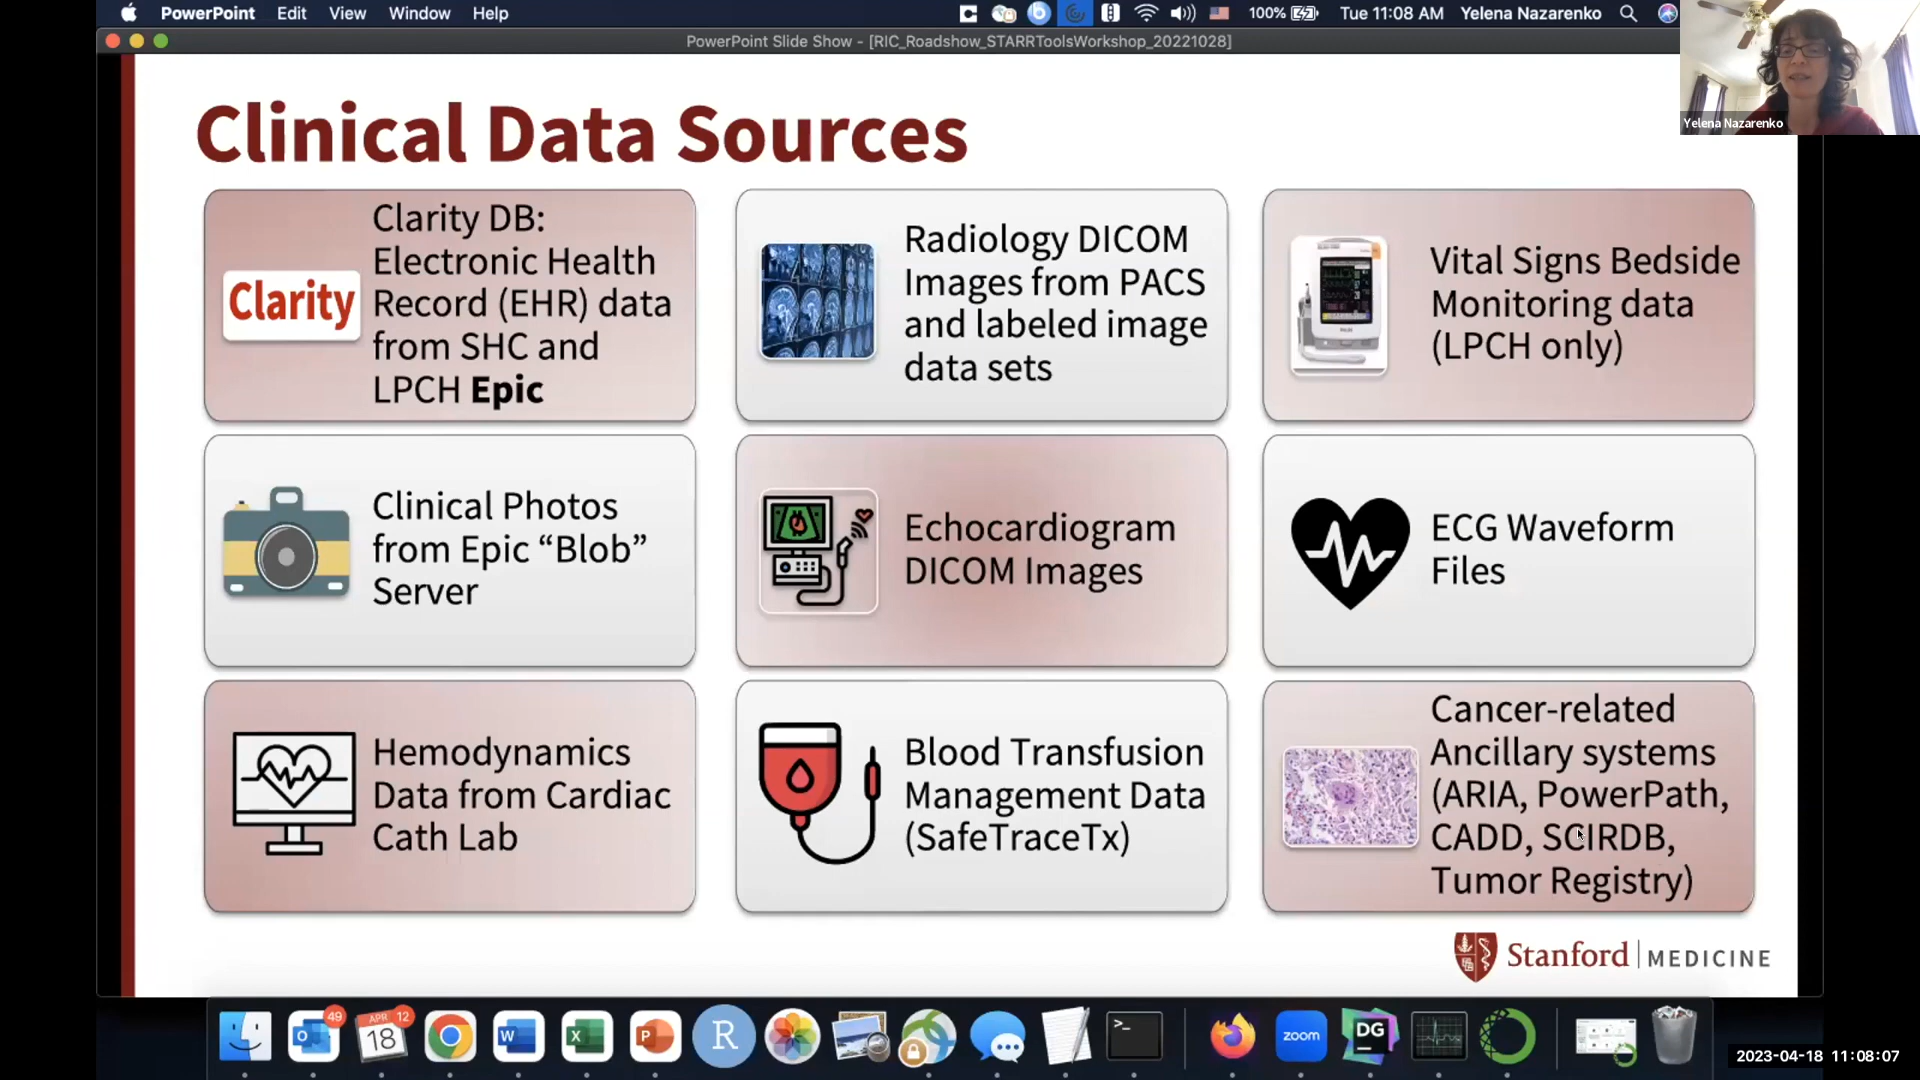 PowerPoint Edit View Window Help 100% Tue 11:08 AM Yelena Nazarenko
PowerPoint Slide Show - [RIC_Roadshow_STARRToolsWorkshop_20221028]
Yelena Nazarenko
Clinical Data Sources
Clarity
Clarity DB:
Electronic Health
Record (EHR) data
from SHC and
LPCH Epic
Radiology DICOM
Images from PACS
and labeled image
data sets
Vital Signs Bedside
Monitoring data
(LPCH only)
Clinical Photos
from Epic “Blob”
Server
Echocardiogram
DICOM Images
ECG Waveform
Files
Hemodynamics
Data from Cardiac
Cath Lab
Blood Transfusion
Management Data
(SafeTraceTx)
Cancer-related
Ancillary systems
(ARIA, PowerPath,
CADD, SCIRDB,
Tumor Registry)
Stanford MEDICINE
49
APR 12
18
O
W
X
P
R
>_
zoom
DG
2023-04-18 11:08:07